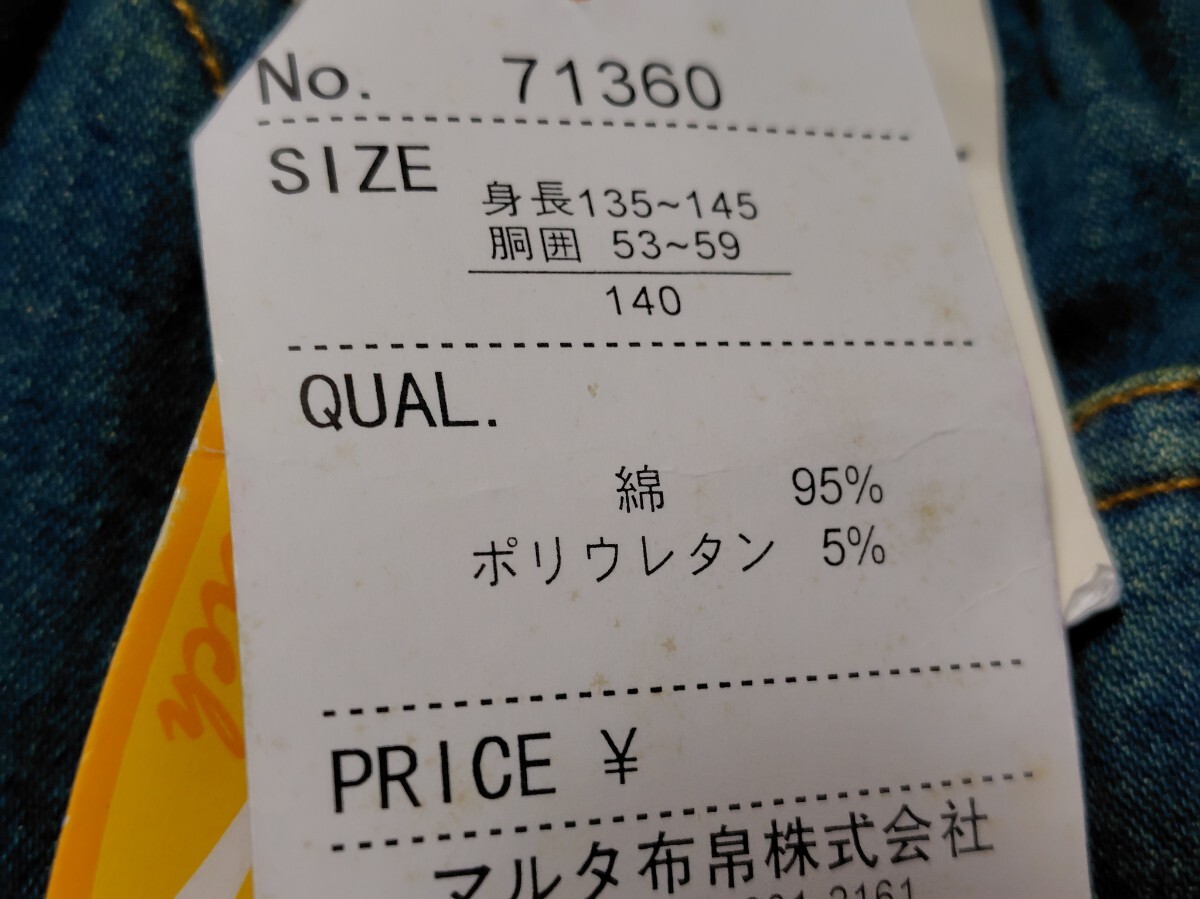 No. 71360
SIZE
身長135~145
胴囲 53~59
140
QUAL.
綿 95%
ポリウレタン 5%
PRICE ¥
マルタ布帛株式会社